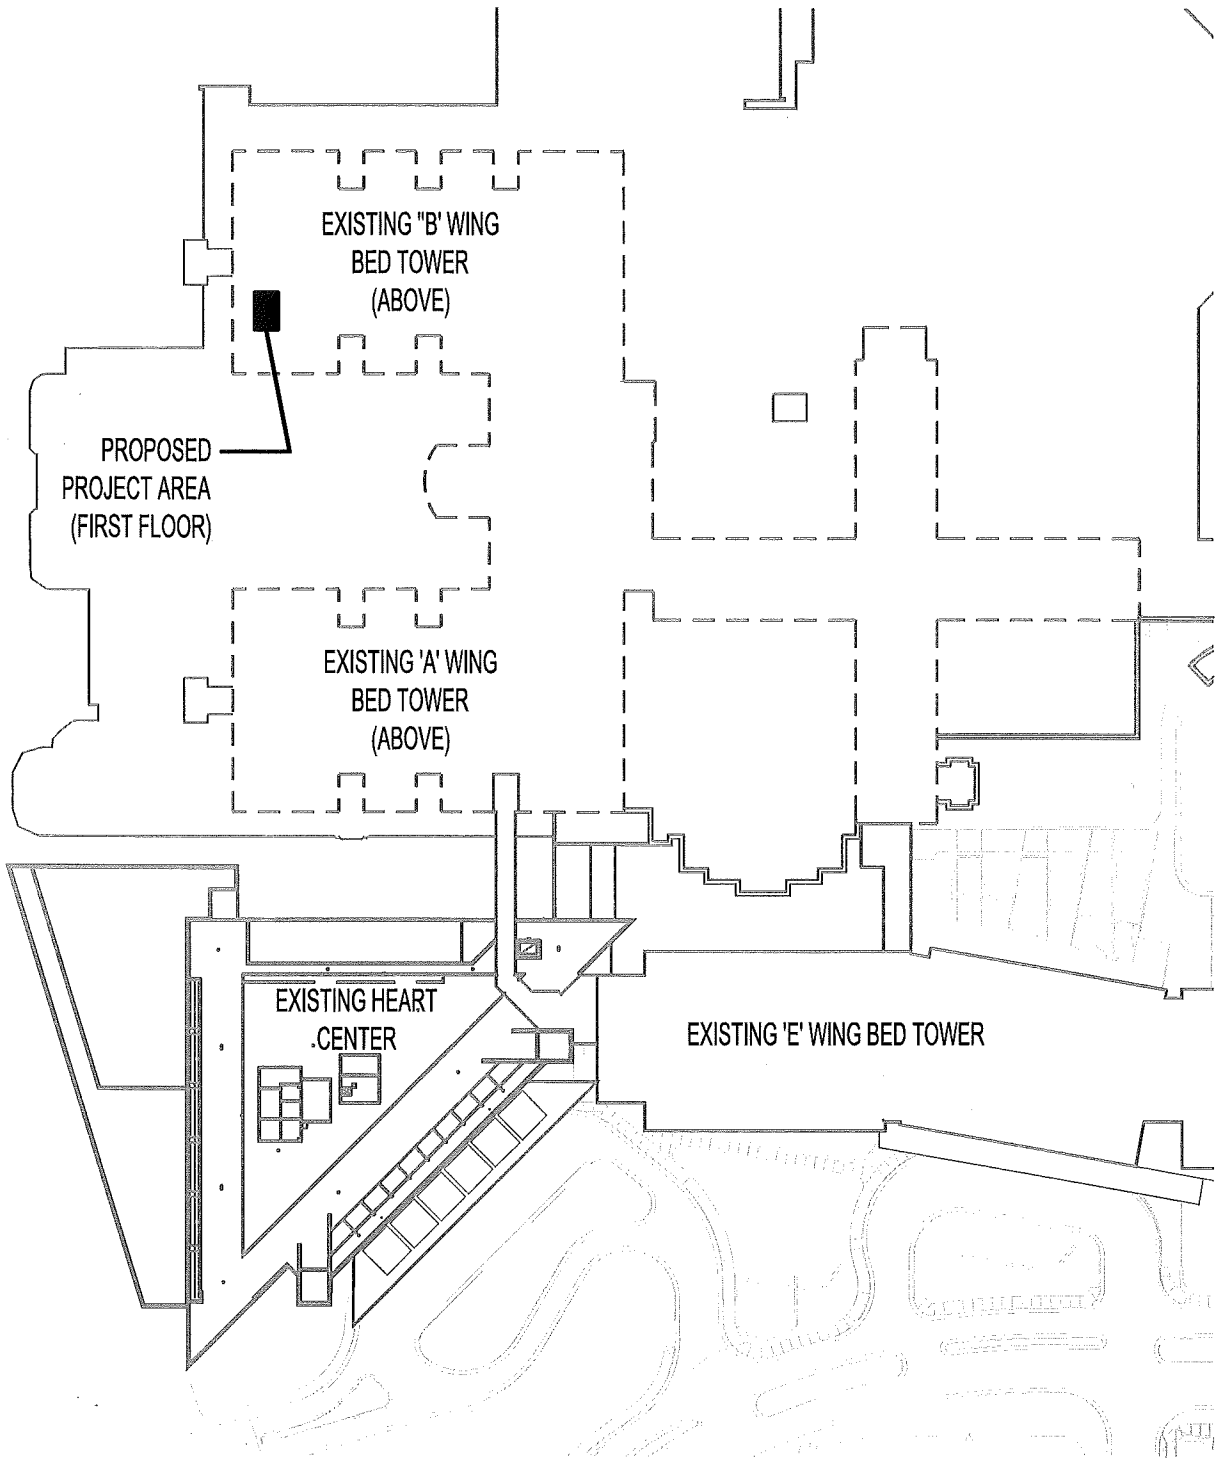 EXISTING "B' WING
BED TOWER
(ABOVE)
PROPOSED
PROJECT AREA
(FIRST FLOOR)
EXISTING 'A' WING
BED TOWER
(ABOVE)
EXISTING HEART
CENTER
EXISTING 'E' WING BED TOWER